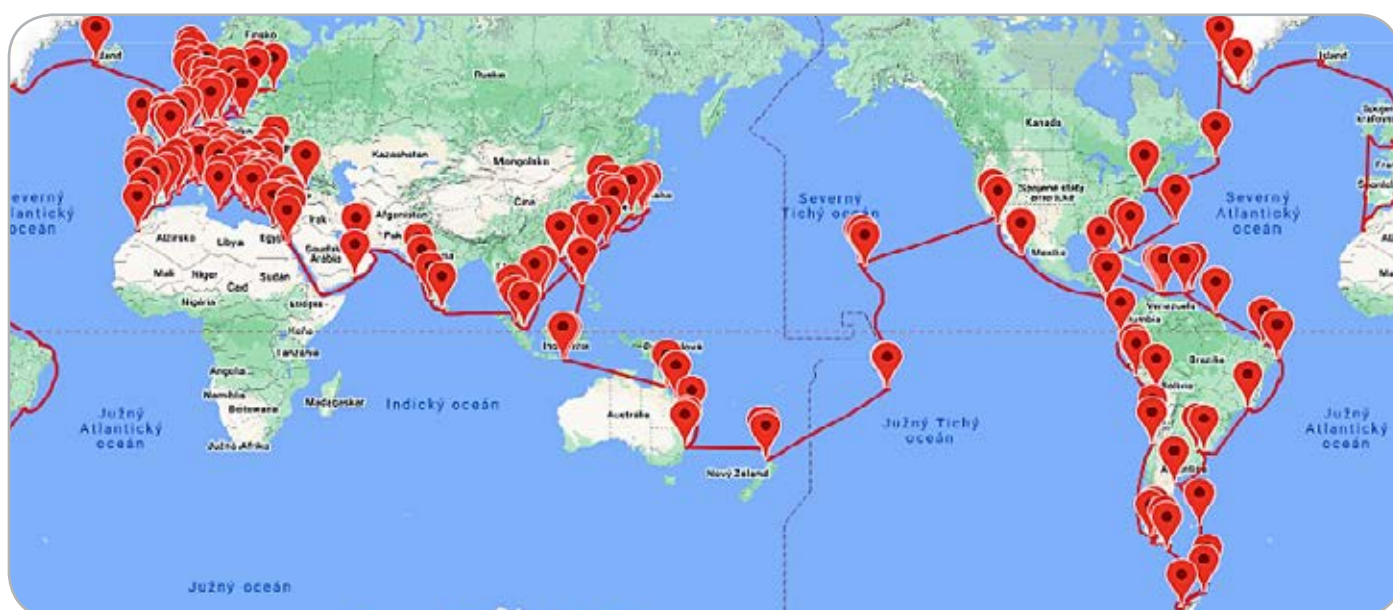 Fínsko
Island
Rusko
Kanada
Kazachstan
Mongolsko
Čína
Spojené štáty
americké
Severný
Atlantický
oceán
Severný
Tichý oceán
Severný
Atlantický
oceán
Irak
Afganistan
Alžírsko
Líbya
Egypt
Saudská
Arábia
Mexiko
Mali
Niger
Čad
Sudán
Nigéria
Etiópia
Venezuela
Keňa
Tanzánia
Brazília
Angola
Namíbia
Botswana
Madagaskar
Bolívia
Indický oceán
Austrália
Južná Afrika
Južný
Atlantický
oceán
Južný Tichý
oceán
Južný
Atlantický
oceán
Nový Zéland
Južný oceán